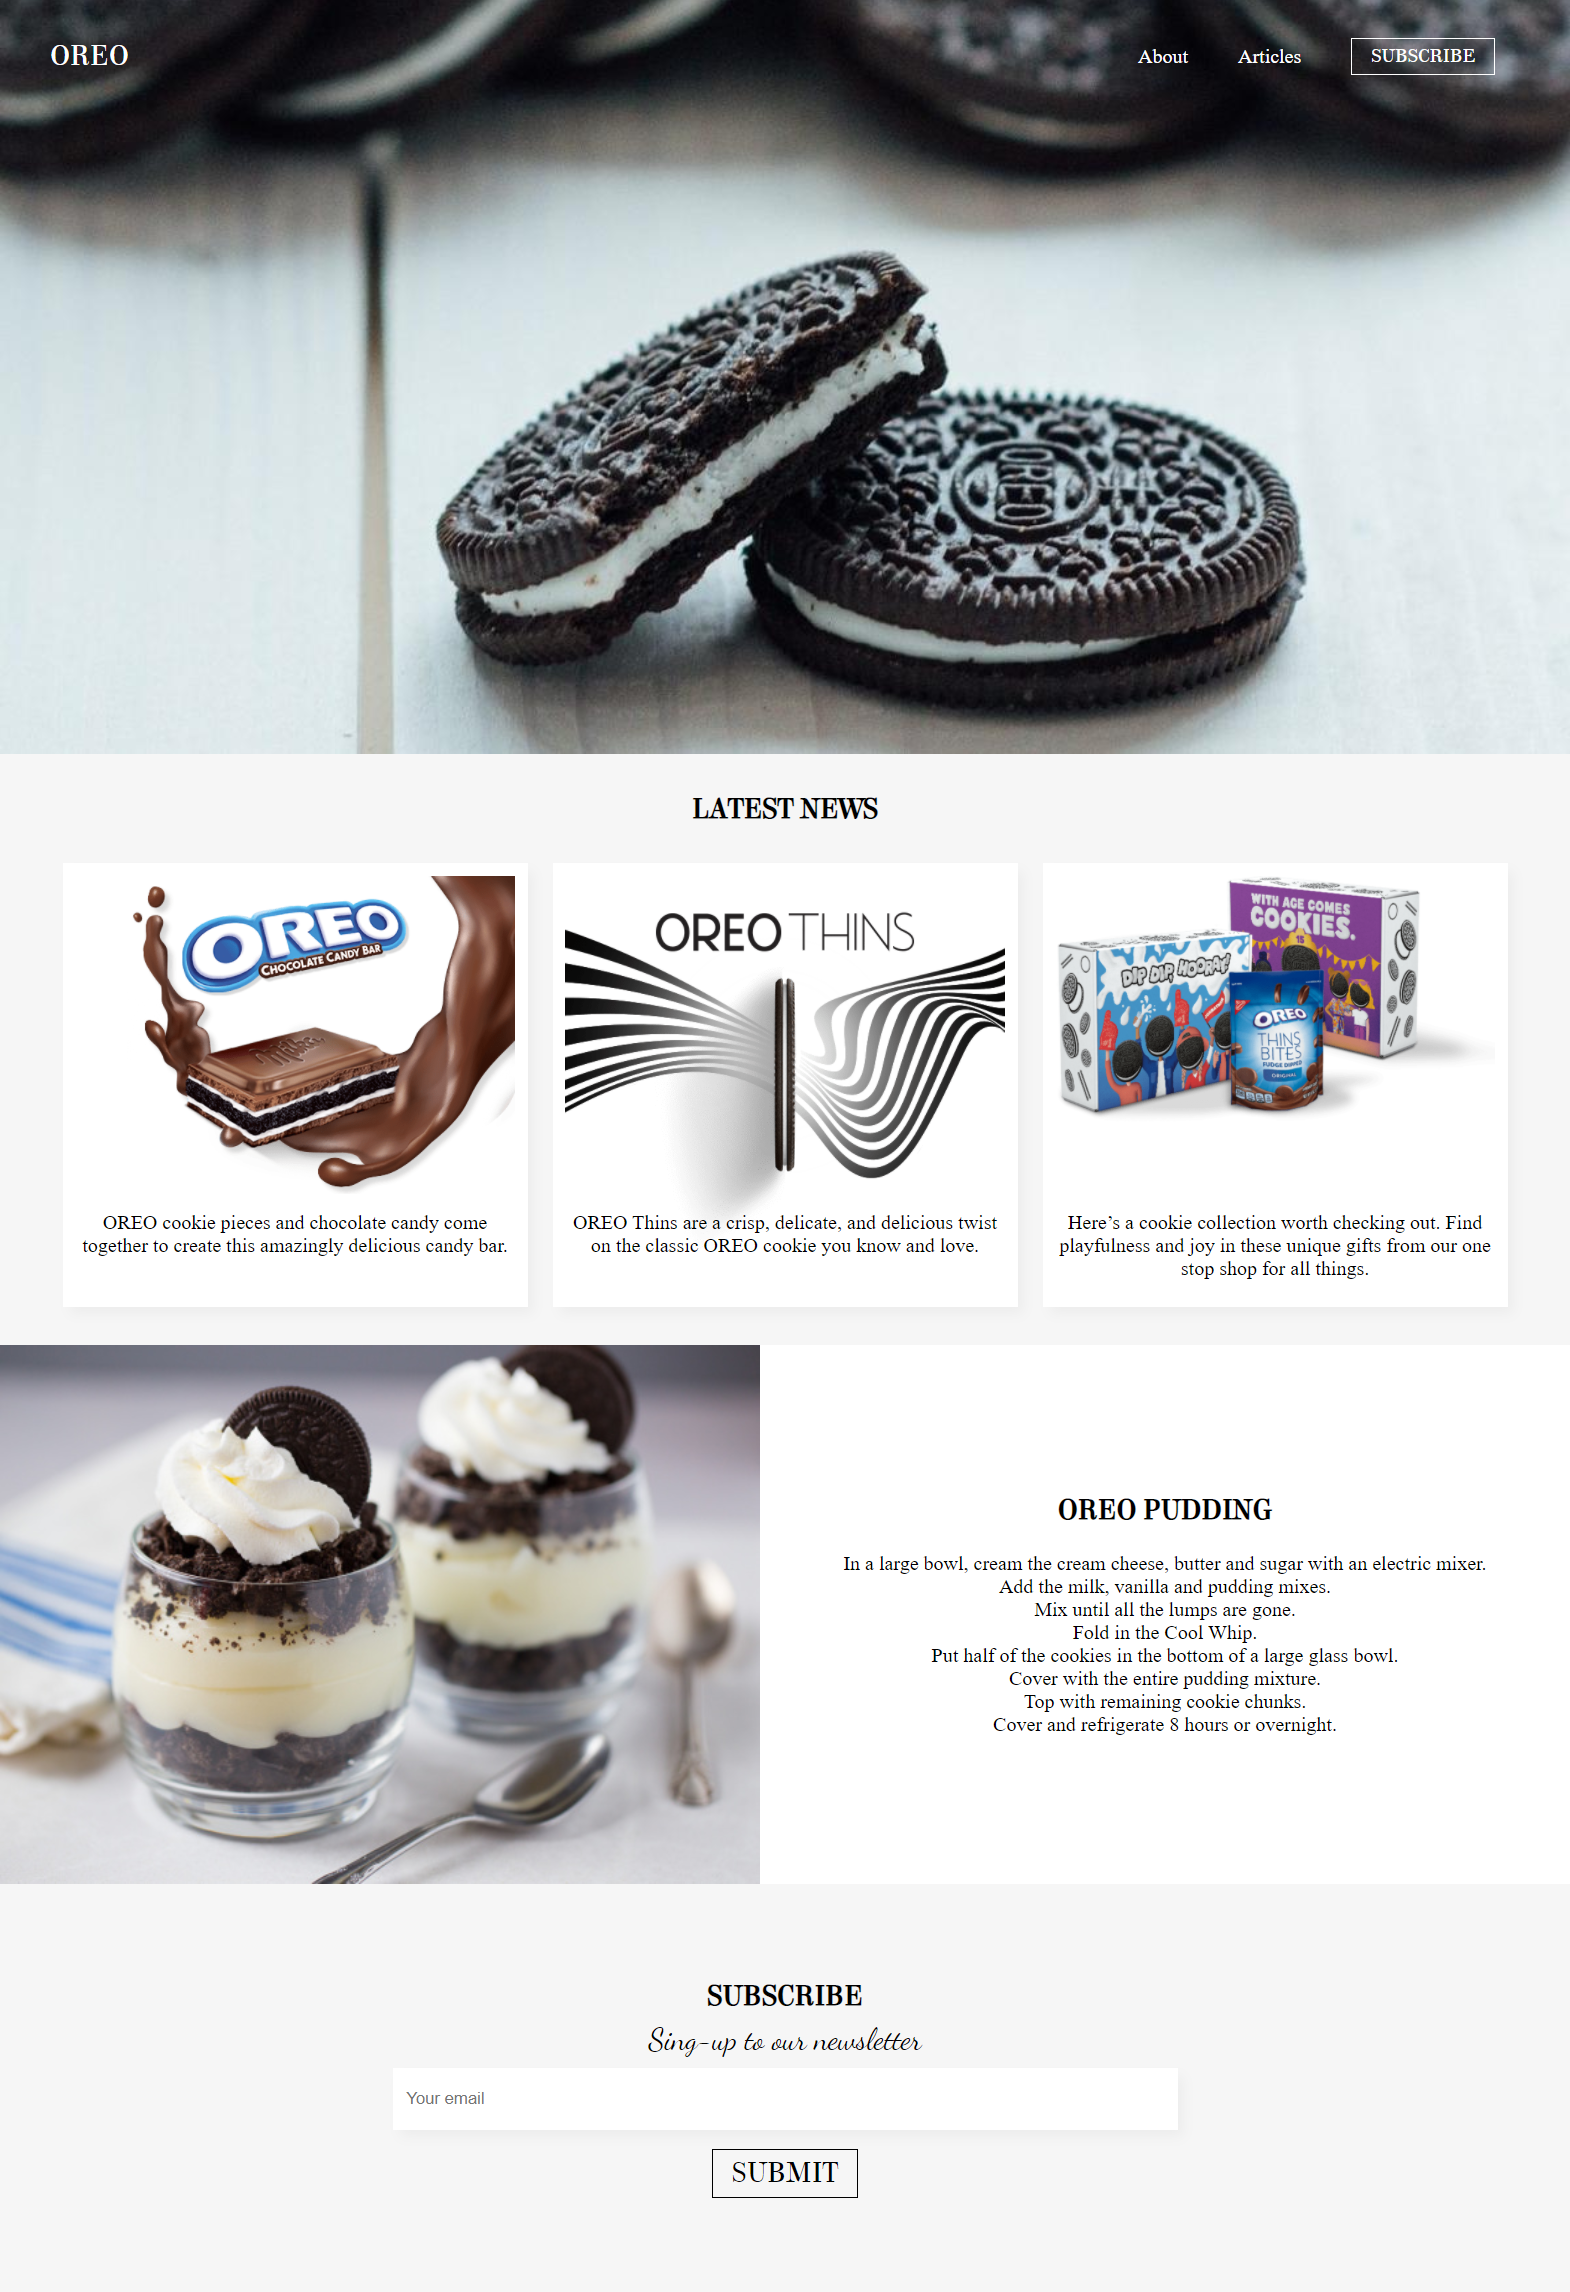 OREO
About
Articles
SUBSCRIBE
OREO
LATEST NEWS
OREO
CHOCOLATE CANDY BAR
OREO cookie pieces and chocolate candy come
together to create this amazingly delicious candy bar.
OREO THINS
OREO Thins are a crisp, delicate, and delicious twist
on the classic OREO cookie you know and love.
WITH AGE COMES
COOKIES.
DIP DIP, HOORAY!
OREO
THINS
BITES
FUDGE DIPPED
ORIGINAL
Here’s a cookie collection worth checking out. Find
playfulness and joy in these unique gifts from our one
stop shop for all things.
OREO PUDDING
In a large bowl, cream the cream cheese, butter and sugar with an electric mixer.
Add the milk, vanilla and pudding mixes.
Mix until all the lumps are gone.
Fold in the Cool Whip.
Put half of the cookies in the bottom of a large glass bowl.
Cover with the entire pudding mixture.
Top with remaining cookie chunks.
Cover and refrigerate 8 hours or overnight.
SUBSCRIBE
Sing-up to our newsletter
Your email
SUBMIT